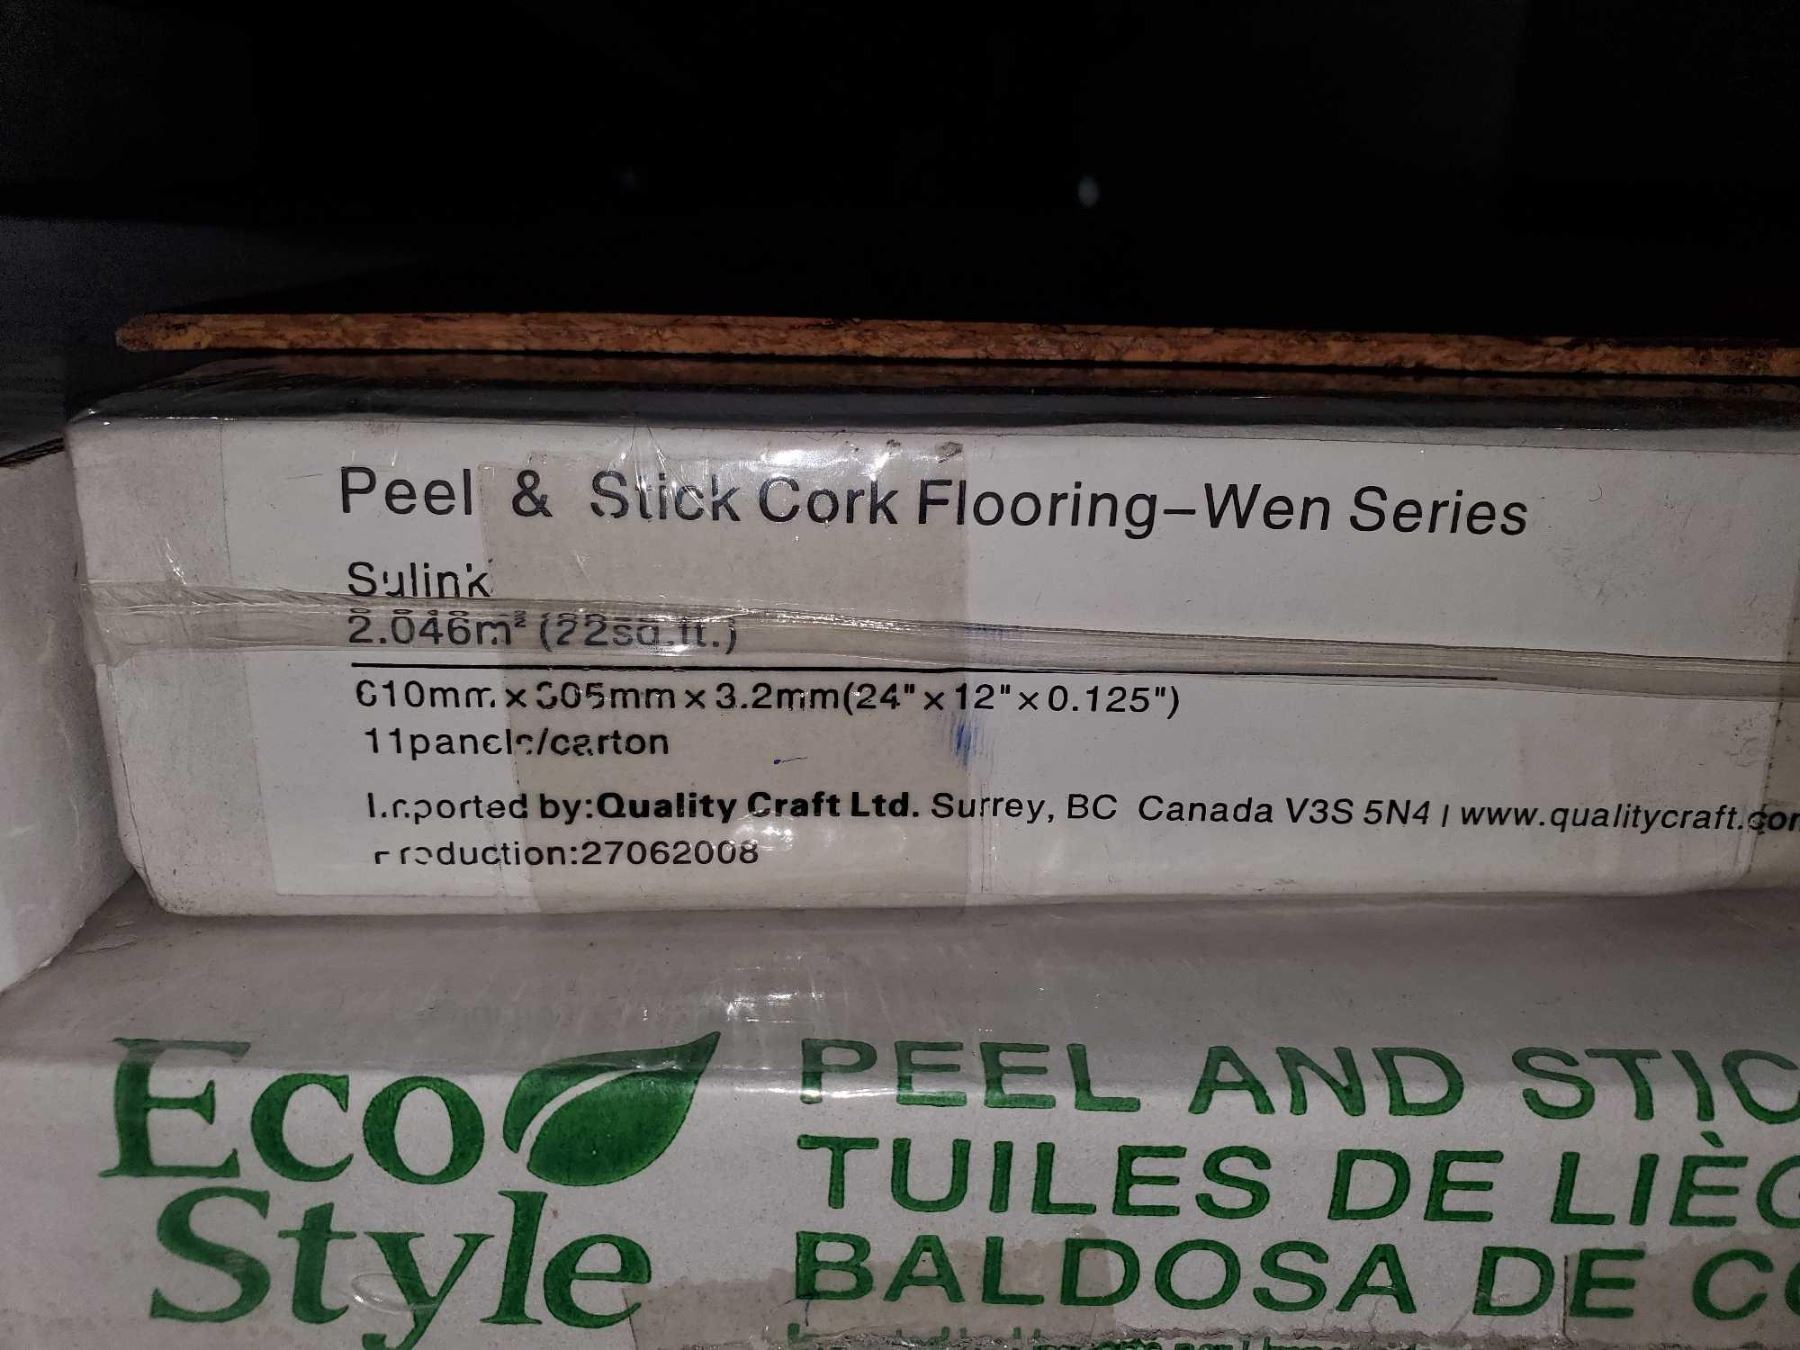 Peel & Stick Cork Flooring–Wen Series
Sulink
2.046m² (22sq.ft.)
610mm x 305mm x 3.2mm(24" x 12" x 0.125")
11panels/carton
Imported by:Quality Craft Ltd. Surrey, BC Canada V3S 5N4 | www.qualitycraft.com
Production:27062008
Eco Style
PEEL AND STIC
TUILES DE LIÈG
BALDOSA DE CO